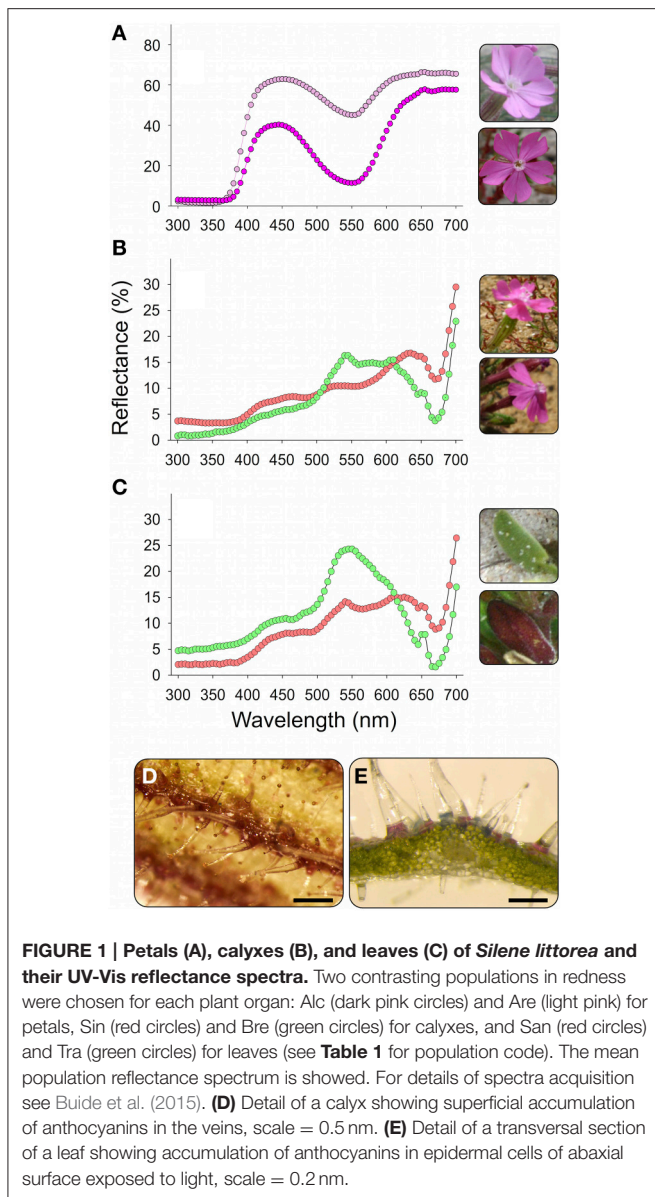 A
80
60
40
20
0
300 350 400 450 500 550 600 650 700
B
30
25
20
15
10
5
0
300 350 400 450 500 550 600 650 700
Reflectance (%)
C
30
25
20
15
10
5
0
300 350 400 450 500 550 600 650 700
Wavelength (nm)
D
E
FIGURE 1 | Petals (A), calyxes (B), and leaves (C) of Silene littorea and
their UV-Vis reflectance spectra. Two contrasting populations in redness
were chosen for each plant organ: Alc (dark pink circles) and Are (light pink) for
petals, Sin (red circles) and Bre (green circles) for calyxes, and San (red circles)
and Tra (green circles) for leaves (see Table 1 for population code). The mean
population reflectance spectrum is showed. For details of spectra acquisition
see Buide et al. (2015). (D) Detail of a calyx showing superficial accumulation
of anthocyanins in the veins, scale = 0.5 nm. (E) Detail of a transversal section
of a leaf showing accumulation of anthocyanins in epidermal cells of abaxial
surface exposed to light, scale = 0.2 nm.